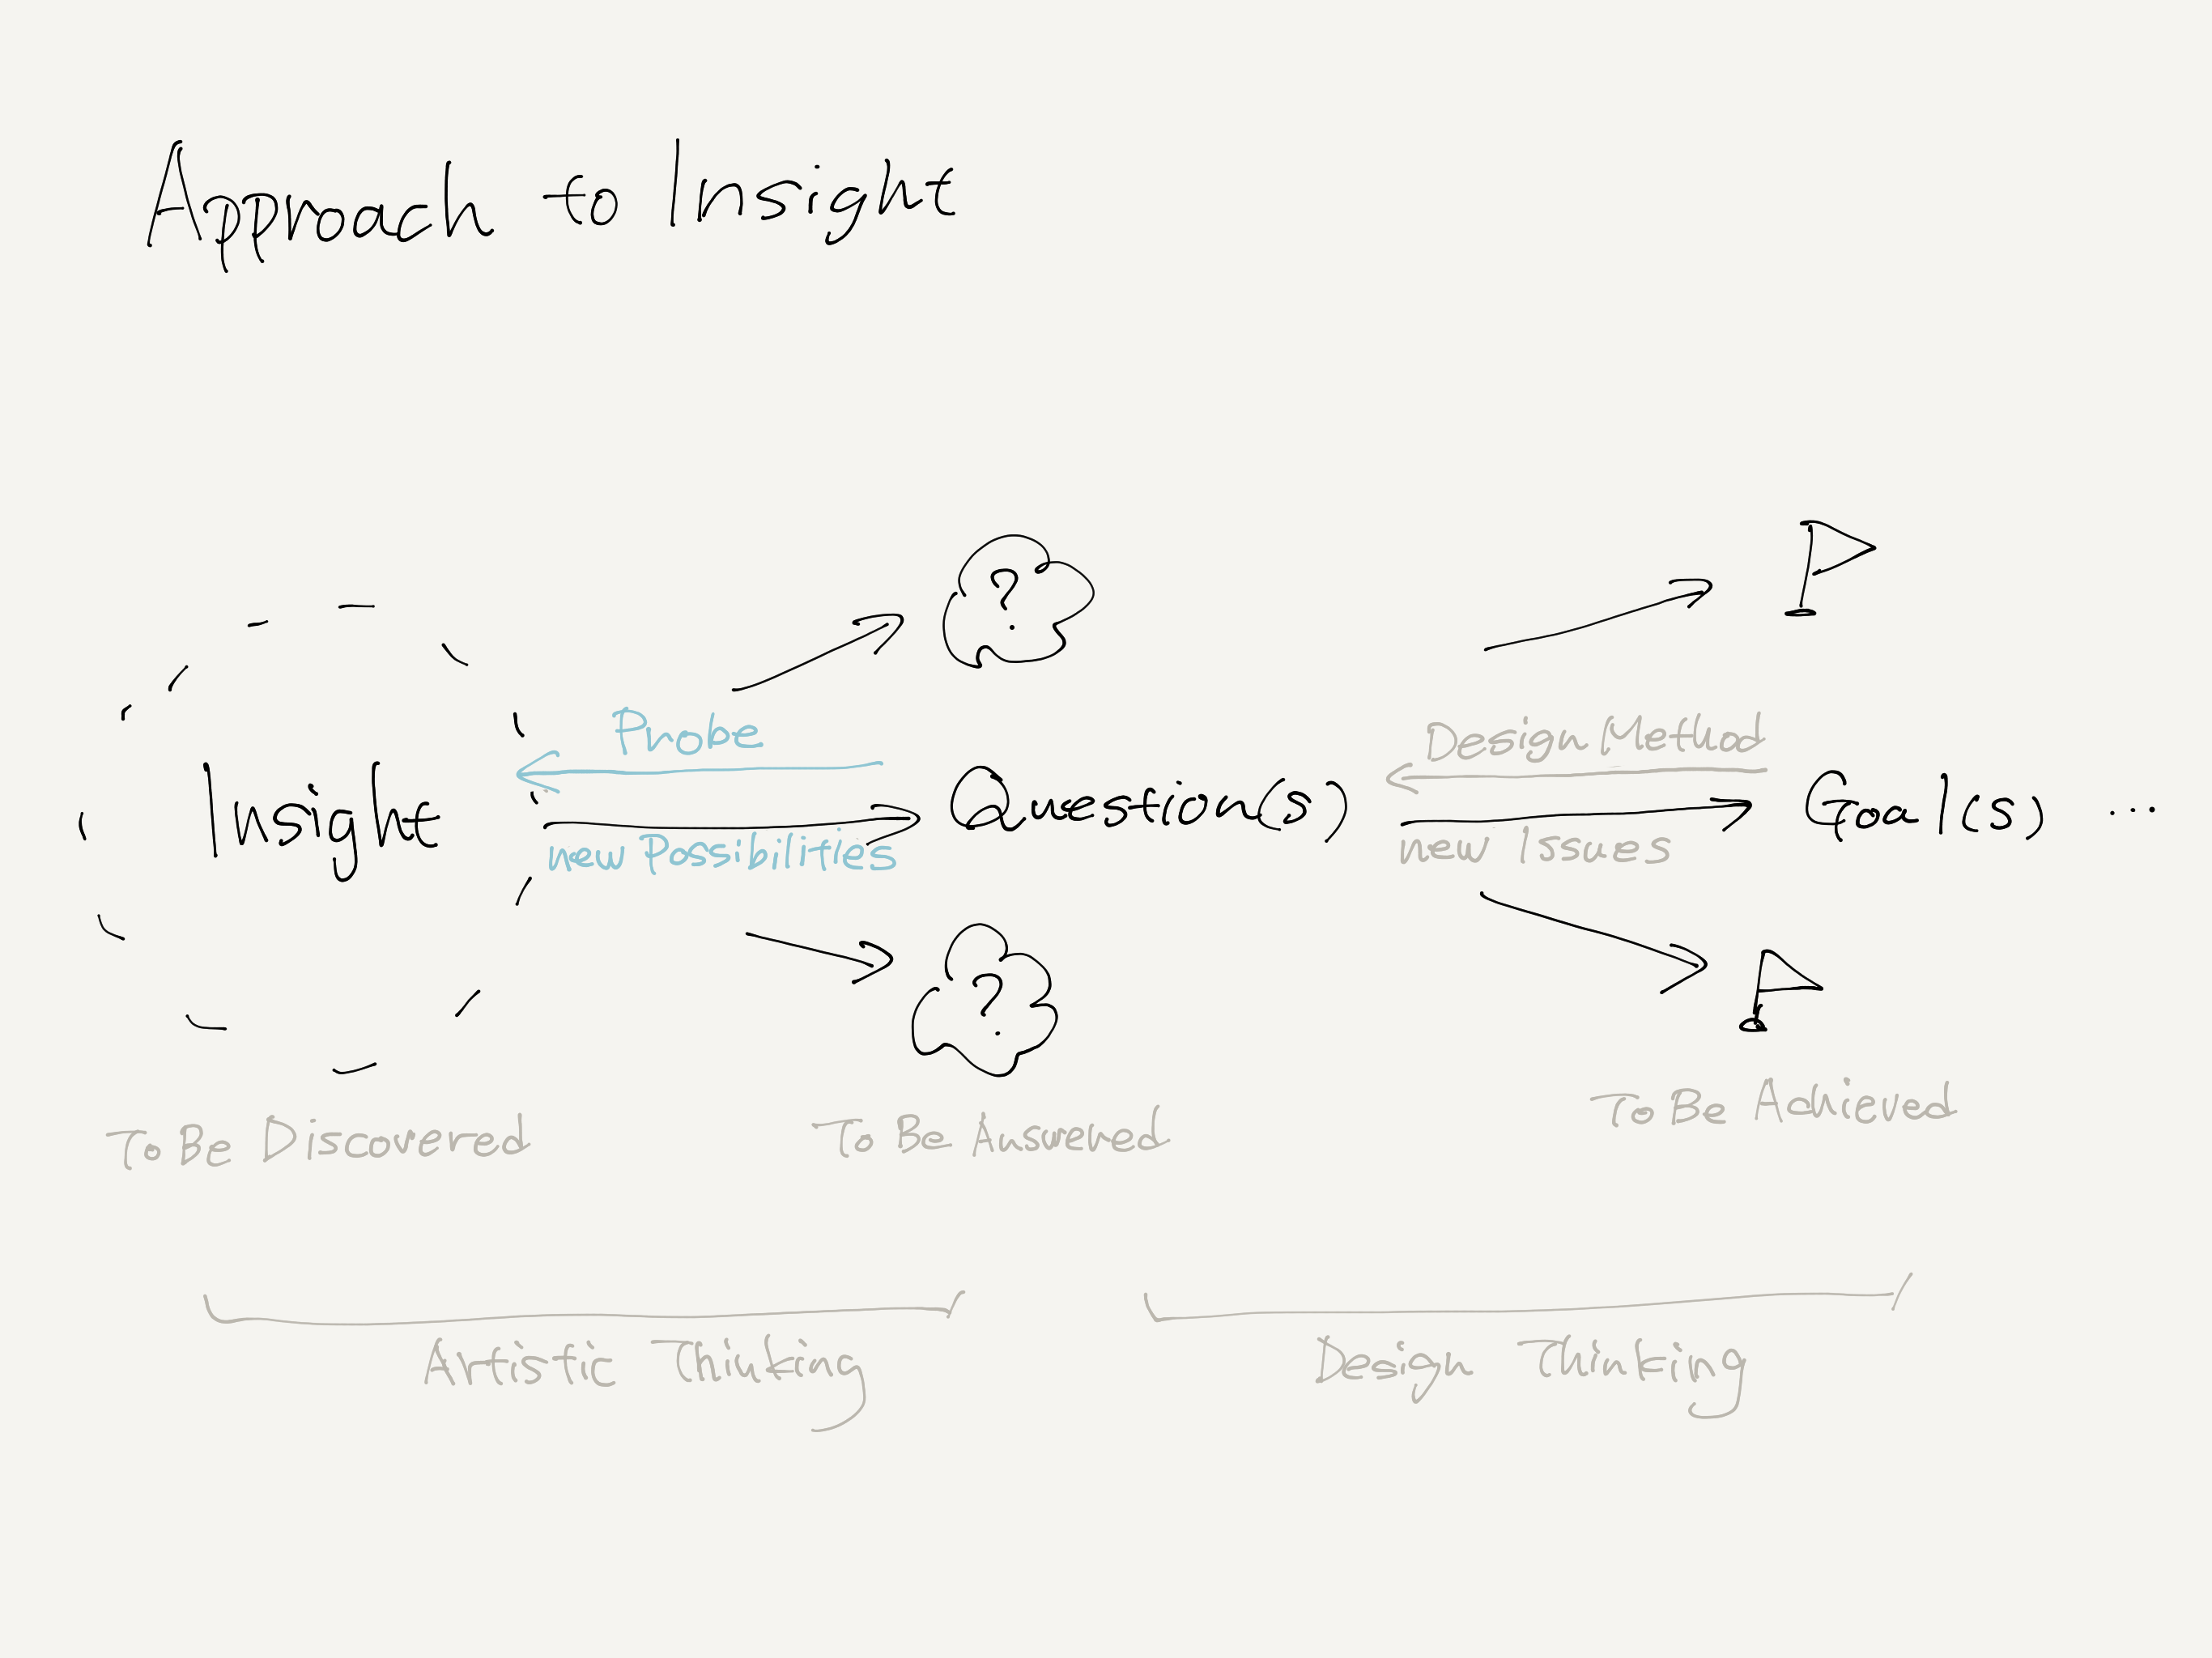 Approach to Insight
?
Probe
Design Method
Insight
Question(s)
Goal(s) ...
new Possibilities
new Issues
?
To Be Discovered
To Be Answered
To Be Achieved
Artistic Thinking
Design Thinking